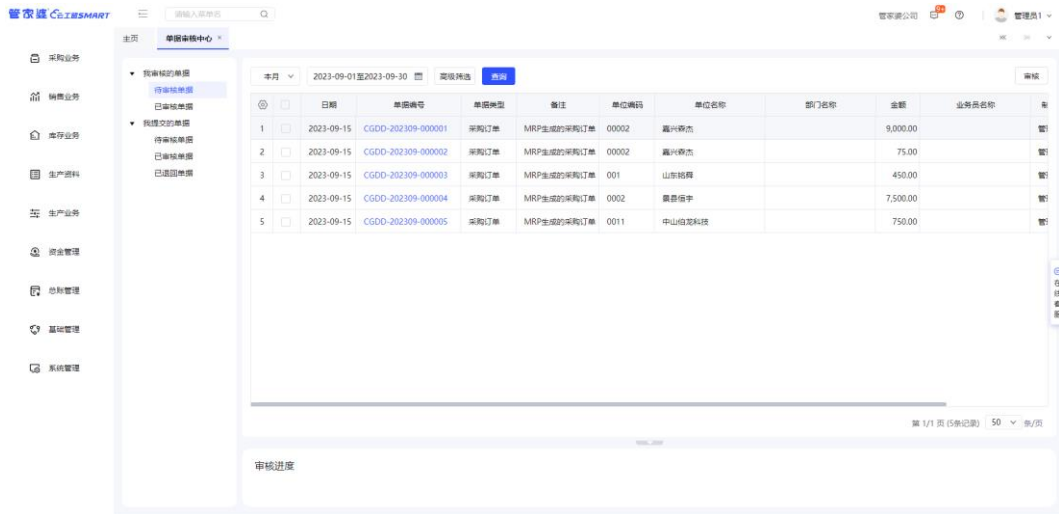 管家婆 工贸SMART 请输入菜单名 管家婆公司 9+ 管理员1
主页 单据审核中心 ×
采购业务
销售业务
库存业务
生产资料
生产业务
资金管理
总账管理
基础管理
系统管理
我审核的单据
待审核单据
已审核单据
我提交的单据
待审核单据
已审核单据
已退回单据
本月 2023-09-01至2023-09-30 高级筛选 查询 审核
日期 单据编号 单据类型 备注 单位编码 单位名称 部门名称 金额 业务员名称
1 2023-09-15 CGDD-202309-000001 采购订单 MRP生成的采购订单 00002 嘉兴森杰 9,000.00
2 2023-09-15 CGDD-202309-000002 采购订单 MRP生成的采购订单 00002 嘉兴森杰 75.00
3 2023-09-15 CGDD-202309-000003 采购订单 MRP生成的采购订单 001 山东铭舜 450.00
4 2023-09-15 CGDD-202309-000004 采购订单 MRP生成的采购订单 0002 景县信宇 7,500.00
5 2023-09-15 CGDD-202309-000005 采购订单 MRP生成的采购订单 0011 中山伯龙科技 750.00
第 1/1 页 (5条记录) 50 条/页
审核进度